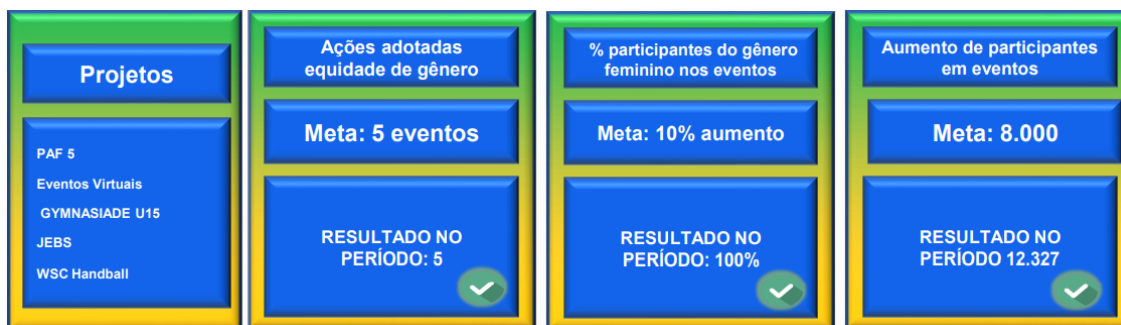 Projetos
PAF 5
Eventos Virtuais
GYMNASIADE U15
JEBS
WSC Handball
Ações adotadas
equidade de gênero
Meta: 5 eventos
RESULTADO NO
PERÍODO: 5
% participantes do gênero
feminino nos eventos
Meta: 10% aumento
RESULTADO NO
PERÍODO: 100%
Aumento de participantes
em eventos
Meta: 8.000
RESULTADO NO
PERÍODO 12.327